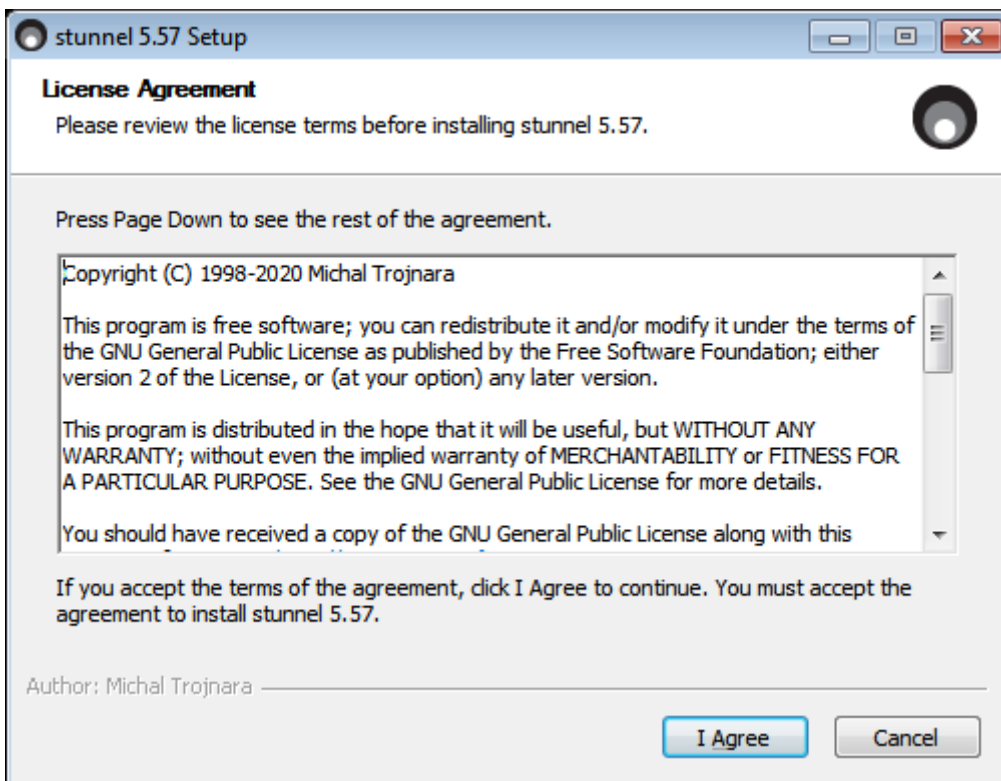 stunnel 5.57 Setup
License Agreement
Please review the license terms before installing stunnel 5.57.
Press Page Down to see the rest of the agreement.
Copyright (C) 1998-2020 Michal Trojnara
This program is free software; you can redistribute it and/or modify it under the terms of
the GNU General Public License as published by the Free Software Foundation; either
version 2 of the License, or (at your option) any later version.
This program is distributed in the hope that it will be useful, but WITHOUT ANY
WARRANTY; without even the implied warranty of MERCHANTABILITY or FITNESS FOR
A PARTICULAR PURPOSE. See the GNU General Public License for more details.
You should have received a copy of the GNU General Public License along with this
If you accept the terms of the agreement, click I Agree to continue. You must accept the
agreement to install stunnel 5.57.
Author: Michal Trojnara
I Agree
Cancel